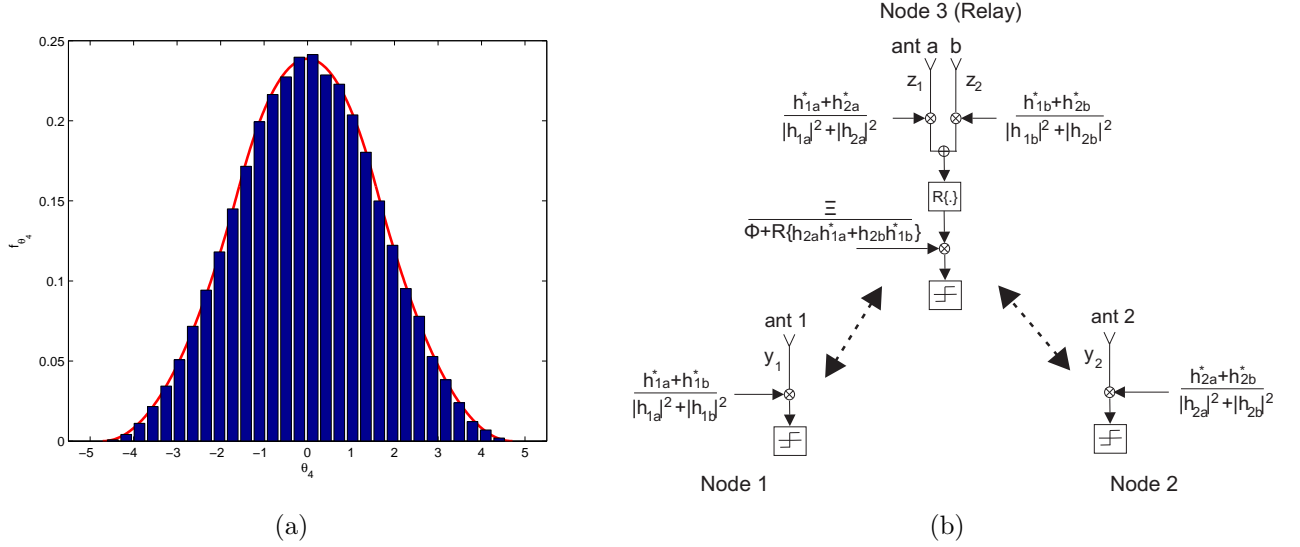 0.25
0.2
0.15
0.1
0.05
0
f_θ₄
−5 −4 −3 −2 −1 0 1 2 3 4 5
θ₄
(a)
Node 3 (Relay)
ant a b
z₁ z₂
h*₁ₐ+h*₂ₐ
|h₁ₐ|²+|h₂ₐ|²
h*₁b+h*₂b
|h₁b|²+|h₂b|²
R{.}
Ξ
Φ+R{h₂ₐh*₁ₐ+h₂bh*₁b}
ant 1
y₁
h*₁ₐ+h*₁b
|h₁ₐ|²+|h₁b|²
Node 1
ant 2
y₂
h*₂ₐ+h*₂b
|h₂ₐ|²+|h₂b|²
Node 2
(b)